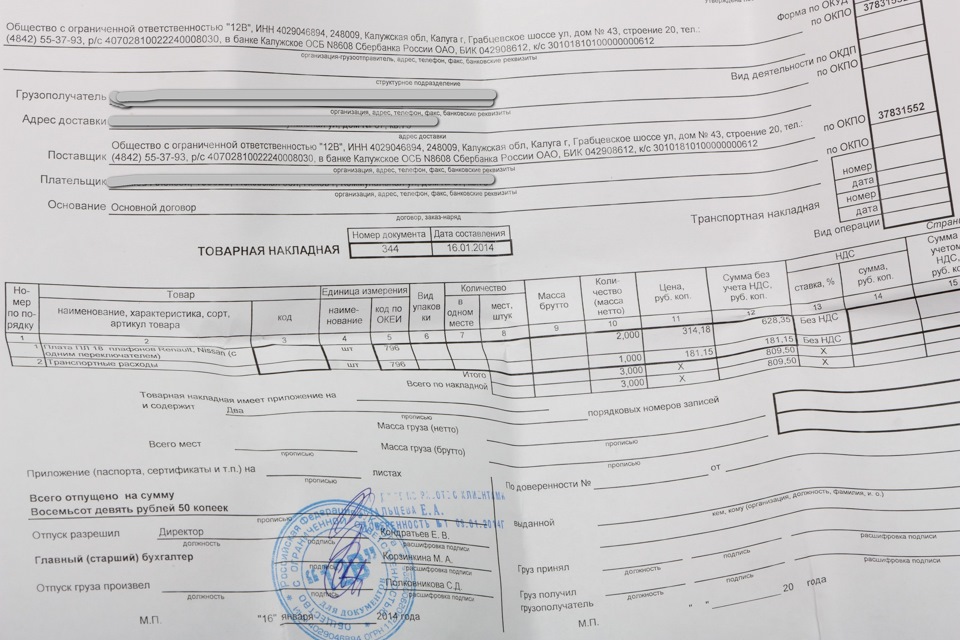 Форма по ОКУД
по ОКПО
Общество с ограниченной ответственностью "12В", ИНН 4029046894, 248009, Калужская обл, Калуга г, Грабцевское шоссе ул, дом № 43, строение 20, тел.:
(4842) 55-37-93, р/с 40702810022240008030, в банке Калужское ОСБ N8608 Сбербанка России ОАО, БИК 042908612, к/с 30101810100000000612
организация-грузоотправитель, адрес, телефон, факс, банковские реквизиты
структурное подразделение
Вид деятельности по ОКДП
по ОКПО
Грузополучатель
организация, адрес, телефон, факс, банковские реквизиты
Адрес доставки
адрес доставки
37831552
по ОКПО
Общество с ограниченной ответственностью "12В", ИНН 4029046894, 248009, Калужская обл, Калуга г, Грабцевское шоссе ул, дом № 43, строение 20, тел.:
Поставщик (4842) 55-37-93, р/с 40702810022240008030, в банке Калужское ОСБ N8608 Сбербанка России ОАО, БИК 042908612, к/с 30101810100000000612
организация, адрес, телефон, факс, банковские реквизиты
по ОКПО
Плательщик
организация, адрес, телефон, факс, банковские реквизиты
номер
дата
Основание Основной договор
договор, заказ-наряд
Транспортная накладная
номер
дата
Вид операции
Номер документа Дата составления
ТОВАРНАЯ НАКЛАДНАЯ 344 16.01.2014
Но-мер по по-рядку
Товар
наименование, характеристика, сорт, артикул товара
код
Единица измерения
наиме-нование
код по ОКЕИ
Вид упаковки
Количество
в одном месте
мест, штук
Масса брутто
Коли-чество (масса нетто)
Цена, руб. коп.
Сумма без учета НДС, руб. коп.
НДС
ставка, %
сумма, руб. коп.
Сумма учетом НДС, руб. коп.
1 2 3 4 5 6 7 8 9 10 11 12 13 14 15
1 Плата ПЛ 18 плафонов Renault, Nissan (с одним переключателем) шт 796 2,000 314,18 628,35 Без НДС
2 Транспортные расходы шт 796 1,000 181,15 181,15 Без НДС
Итого 3,000 X 809,50 X
Всего по накладной 3,000 X 809,50 X
Товарная накладная имеет приложение на
и содержит Два порядковых номеров записей
прописью
Масса груза (нетто)
прописью
Всего мест
прописью
Масса груза (брутто)
прописью
Приложение (паспорта, сертификаты и т.п.) на листах
прописью
По доверенности № от
Всего отпущено на сумму
Восемьсот девять рублей 50 копеек
прописью
выданной
кем, кому (организация, должность, фамилия, и. о.)
Отпуск разрешил Директор Кондратьев Е. В.
должность подпись расшифровка подписи
Главный (старший) бухгалтер Корзинкина М. А.
подпись расшифровка подписи
Груз принял
должность подпись расшифровка подписи
Отпуск груза произвел Полковникова С.Д.
должность подпись расшифровка подписи
Груз получил
грузополучатель
должность подпись расшифровка подписи
М.П. "16" января 2014 года
М.П. " " 20 года
Российская Федерация
для документов